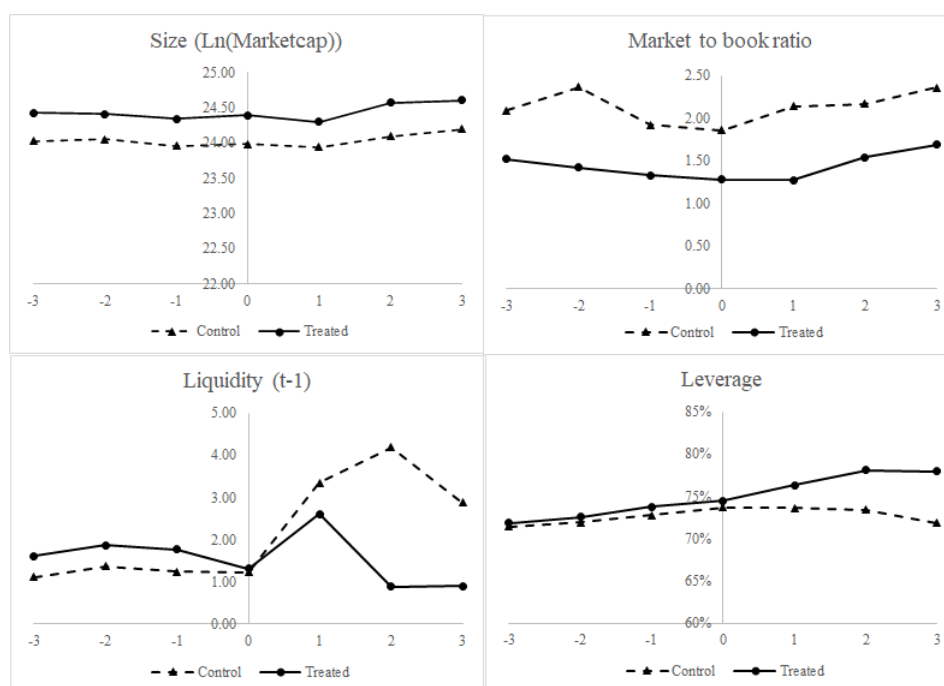 Size (Ln(Marketcap))
25.00
24.50
24.00
23.50
23.00
22.50
22.00
-3 -2 -1 0 1 2 3
Control Treated
Market to book ratio
2.50
2.00
1.50
1.00
0.50
0.00
-3 -2 -1 0 1 2 3
Control Treated
Liquidity (t-1)
5.00
4.00
3.00
2.00
1.00
0.00
-3 -2 -1 0 1 2 3
Control Treated
Leverage
85%
80%
75%
70%
65%
60%
-3 -2 -1 0 1 2 3
Control Treated